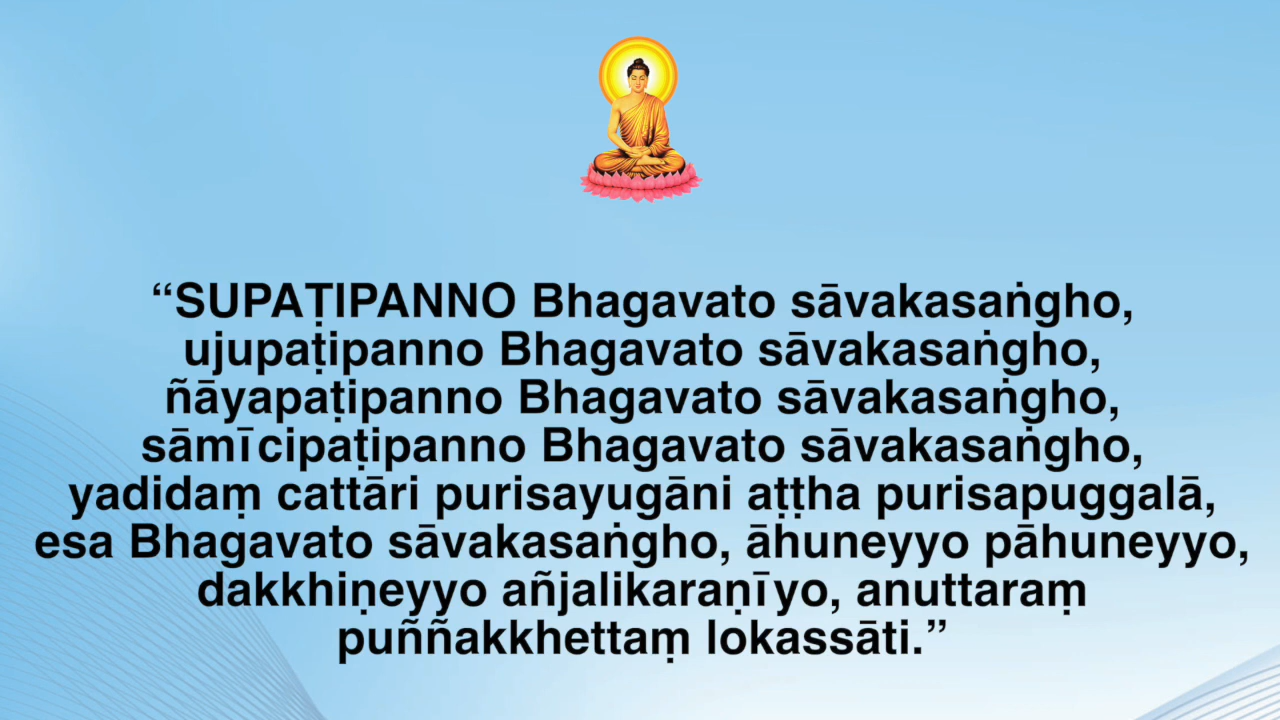 “SUPAṬIPANNO Bhagavato sāvakasaṅgho,
ujupaṭipanno Bhagavato sāvakasaṅgho,
ñāyapaṭipanno Bhagavato sāvakasaṅgho,
sāmīcipaṭipanno Bhagavato sāvakasaṅgho,
yadidaṃ cattāri purisayugāni aṭṭha purisapuggalā,
esa Bhagavato sāvakasaṅgho, āhuneyyo pāhuneyyo,
dakkhiṇeyyo añjalikaraṇīyo, anuttaraṃ
puññakkhettaṃ lokassāti.”